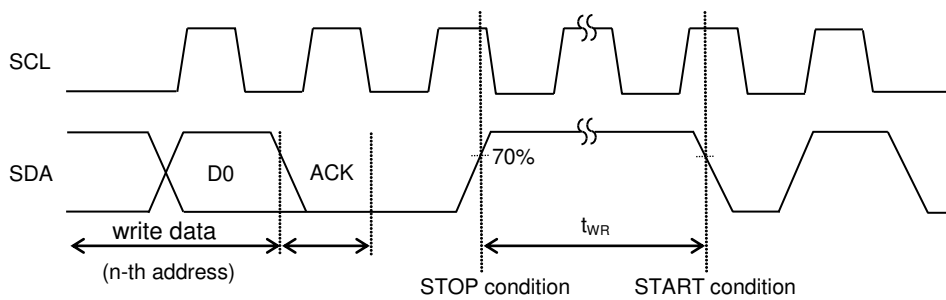 SCL
SDA
D0
ACK
70%
write data
(n-th address)
tWR
STOP condition
START condition